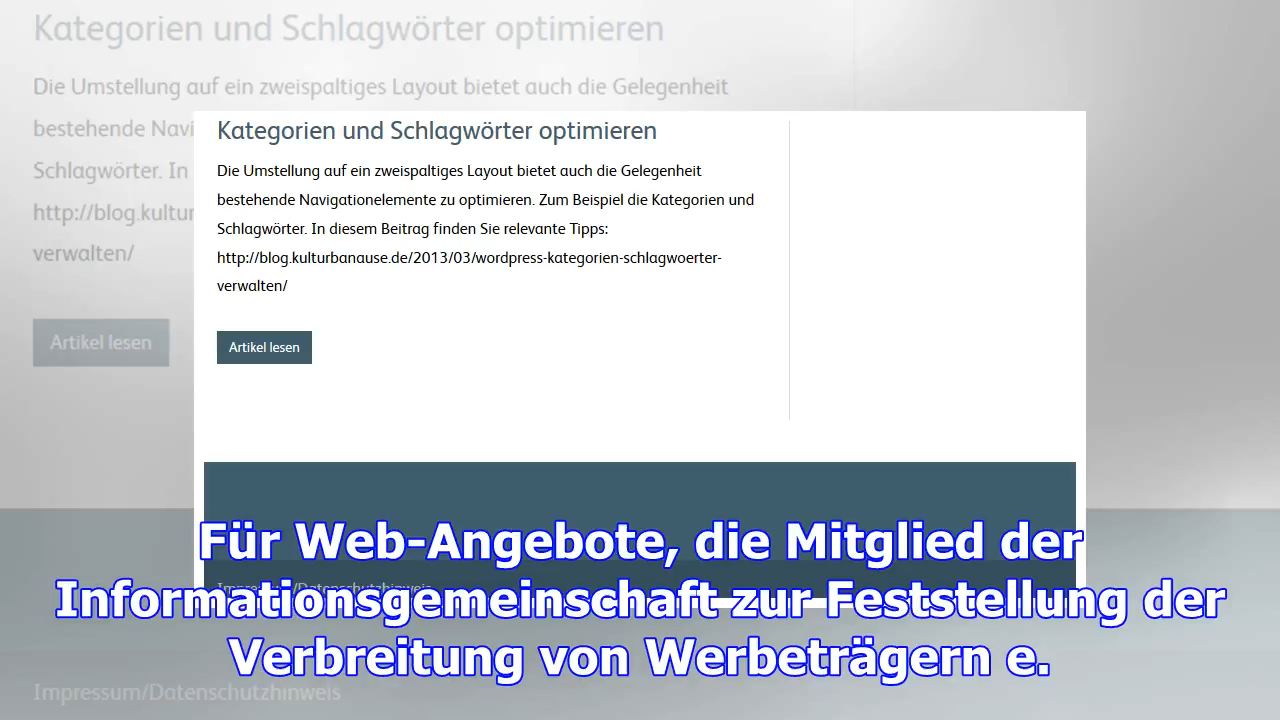 Kategorien und Schlagwörter optimieren
Die Umstellung auf ein zweispaltiges Layout bietet auch die Gelegenheit
bestehende Navi
Schlagwörter. In
http://blog.kultur
verwalten/
Artikel lesen
Kategorien und Schlagwörter optimieren
Die Umstellung auf ein zweispaltiges Layout bietet auch die Gelegenheit
bestehende Navigationelemente zu optimieren. Zum Beispiel die Kategorien und
Schlagwörter. In diesem Beitrag finden Sie relevante Tipps:
http://blog.kulturbanause.de/2013/03/wordpress-kategorien-schlagwoerter-
verwalten/
Artikel lesen
Impressum/Datenschutzhinweis
Für Web-Angebote, die Mitglied der
Informationsgemeinschaft zur Feststellung der
Verbreitung von Werbeträgern e.
Impressum/Datenschutzhinweis